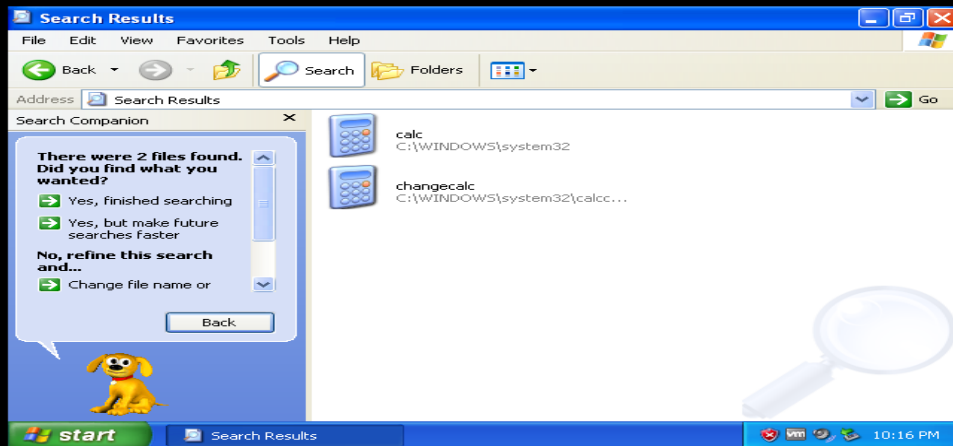 Search Results
File Edit View Favorites Tools Help
Back Search Folders
Address Search Results Go
Search Companion
There were 2 files found.
Did you find what you
wanted?
Yes, finished searching
Yes, but make future
searches faster
No, refine this search
and...
Change file name or
Back
calc
C:\WINDOWS\system32
changecalc
C:\WINDOWS\system32\calcc...
start Search Results vm 10:16 PM